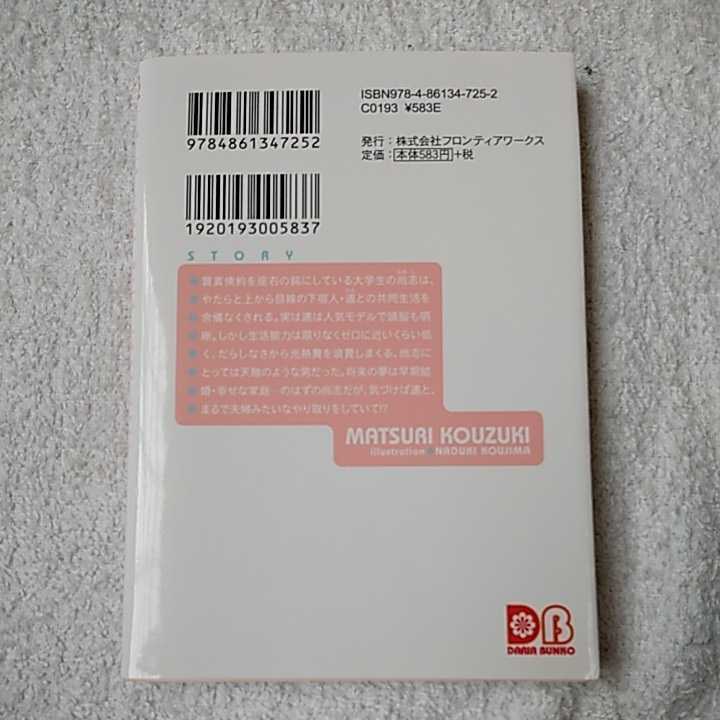 ISBN978-4-86134-725-2
C0193 ¥583E
9784861347252
発行：株式会社フロンティアワークス
定価：本体583円+税
1920193005837
STORY
質実倹約を座右の銘にしている大学生の尚志は、
やたらと上から目線の下宿人・遼との共同生活を
余儀なくされる。実は遼は人気モデルで頭脳も明
晰。しかし生活能力は限りなくゼロに近いくらい低
く、だらしなさから光熱費を浪費しまくる、尚志に
とっては天敵のような男だった。将来の夢は早期結
婚・幸せな家庭…のはずの尚志だが、気づけば遼と、
まるで夫婦みたいなやり取りをしていて!?
MATSURI KOUZUKI
illustration NADUKI KOUJIMA
DB
DARIA BUNKO